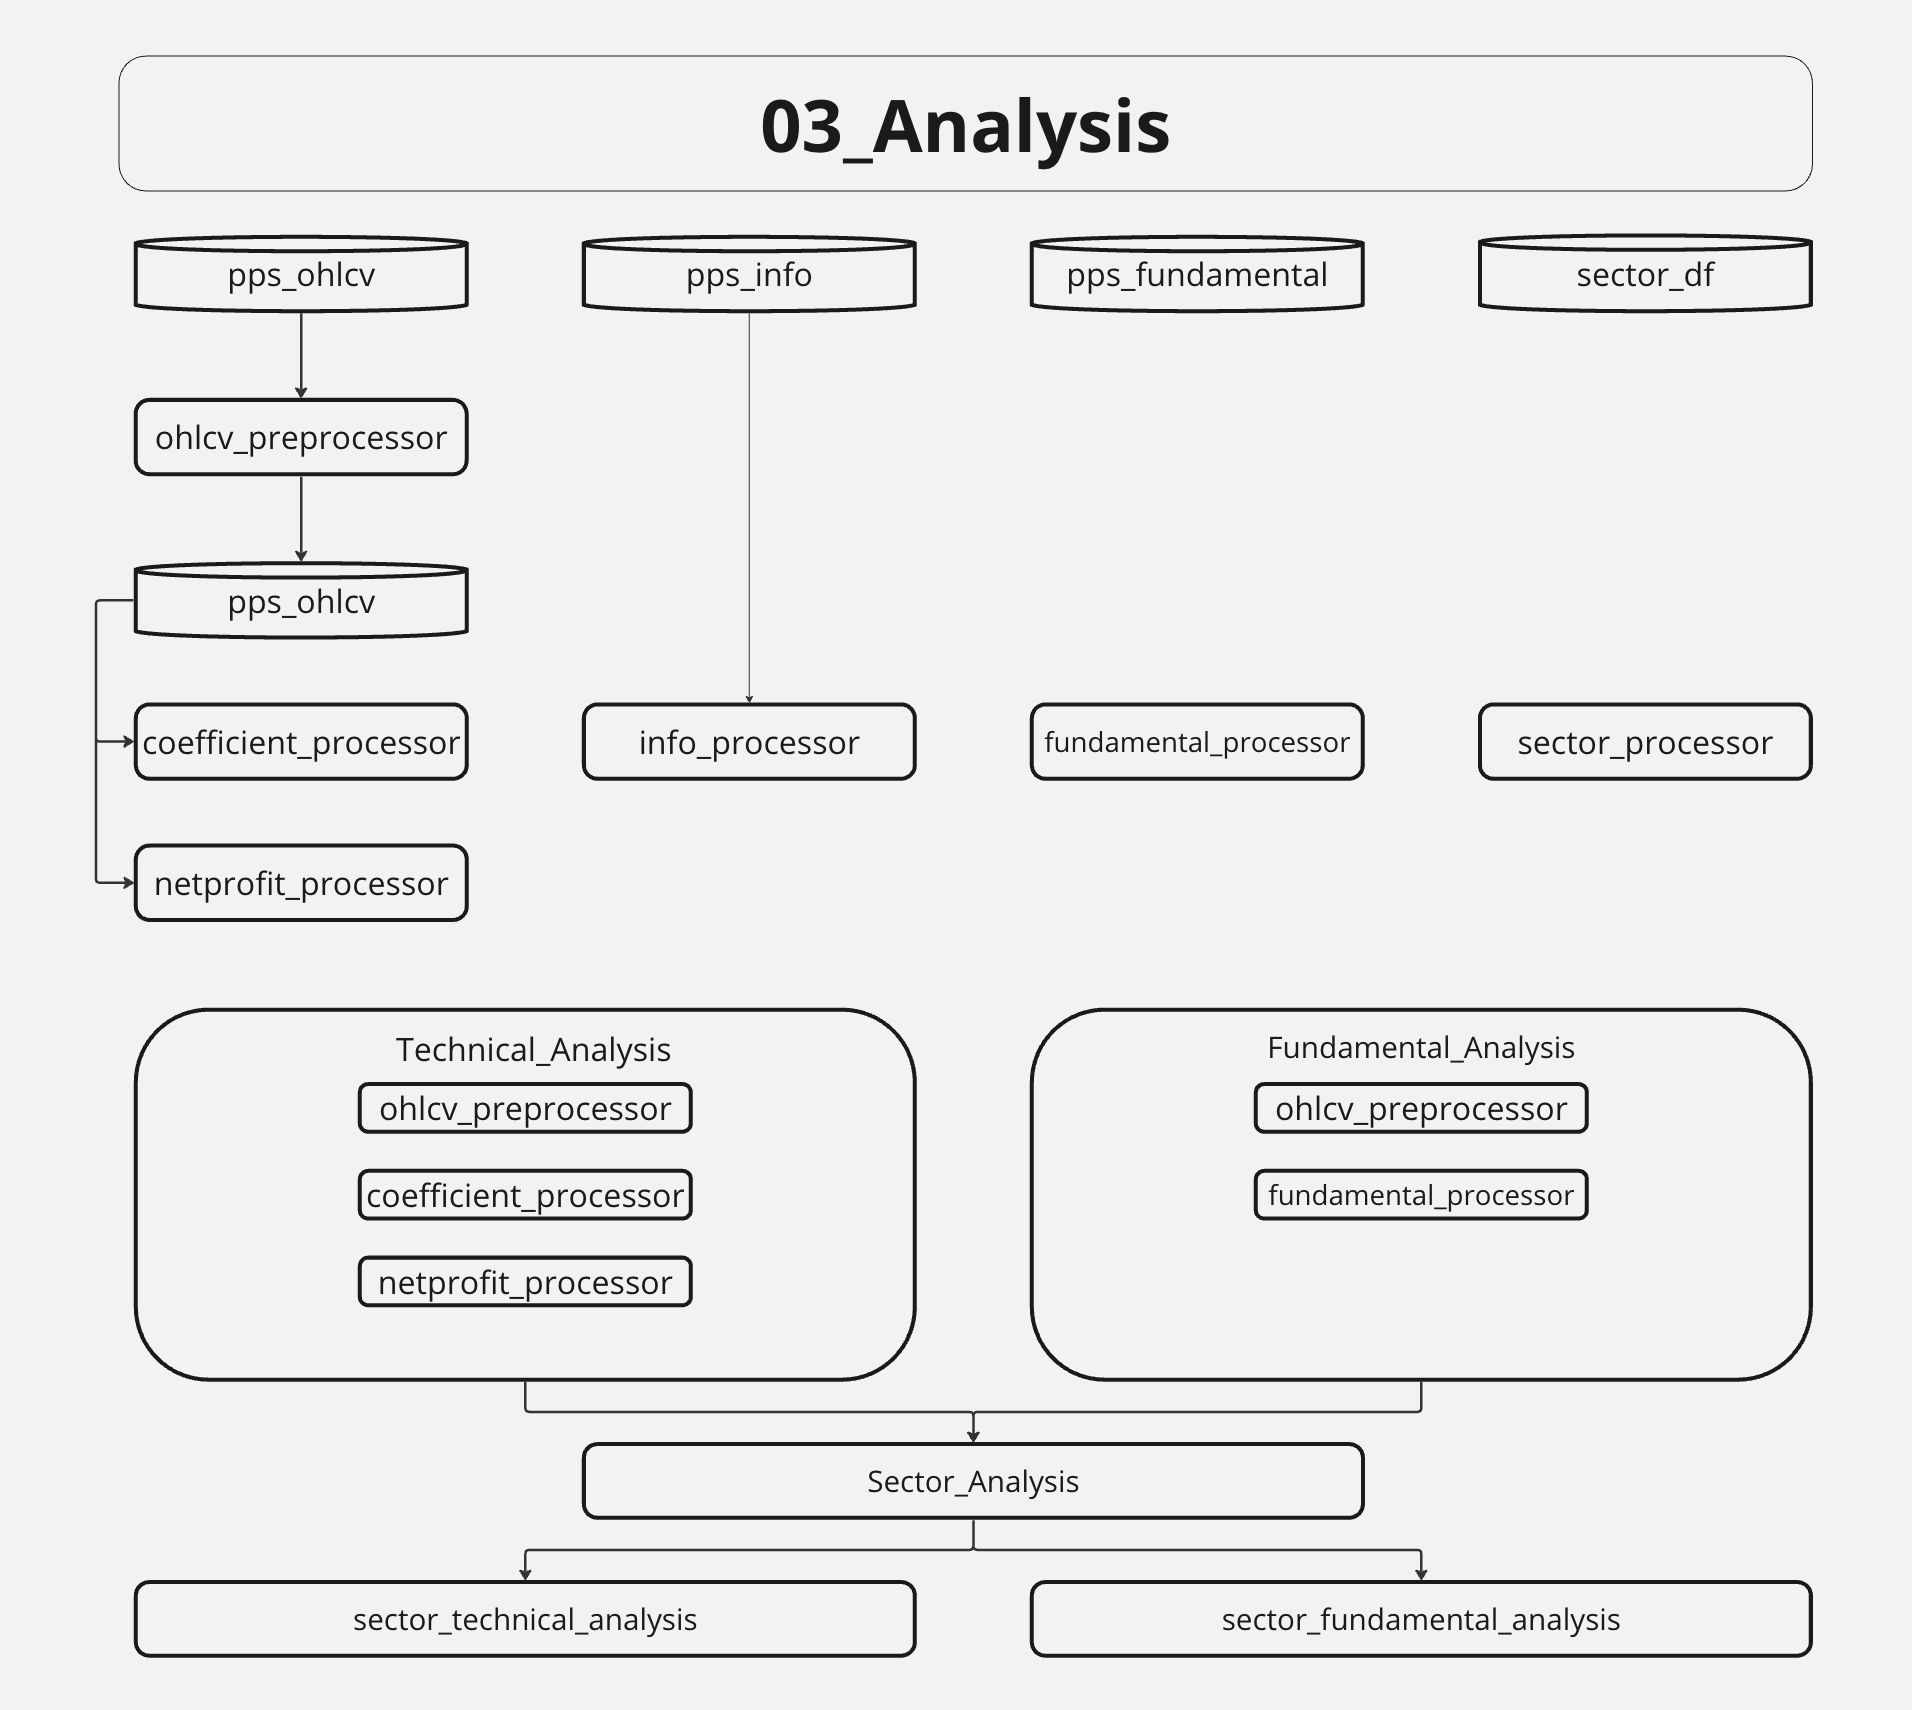 03_Analysis
pps_ohlcv
pps_info
pps_fundamental
sector_df
ohlcv_preprocessor
pps_ohlcv
coefficient_processor
info_processor
fundamental_processor
sector_processor
netprofit_processor
Technical_Analysis
ohlcv_preprocessor
coefficient_processor
netprofit_processor
Fundamental_Analysis
ohlcv_preprocessor
fundamental_processor
Sector_Analysis
sector_technical_analysis
sector_fundamental_analysis